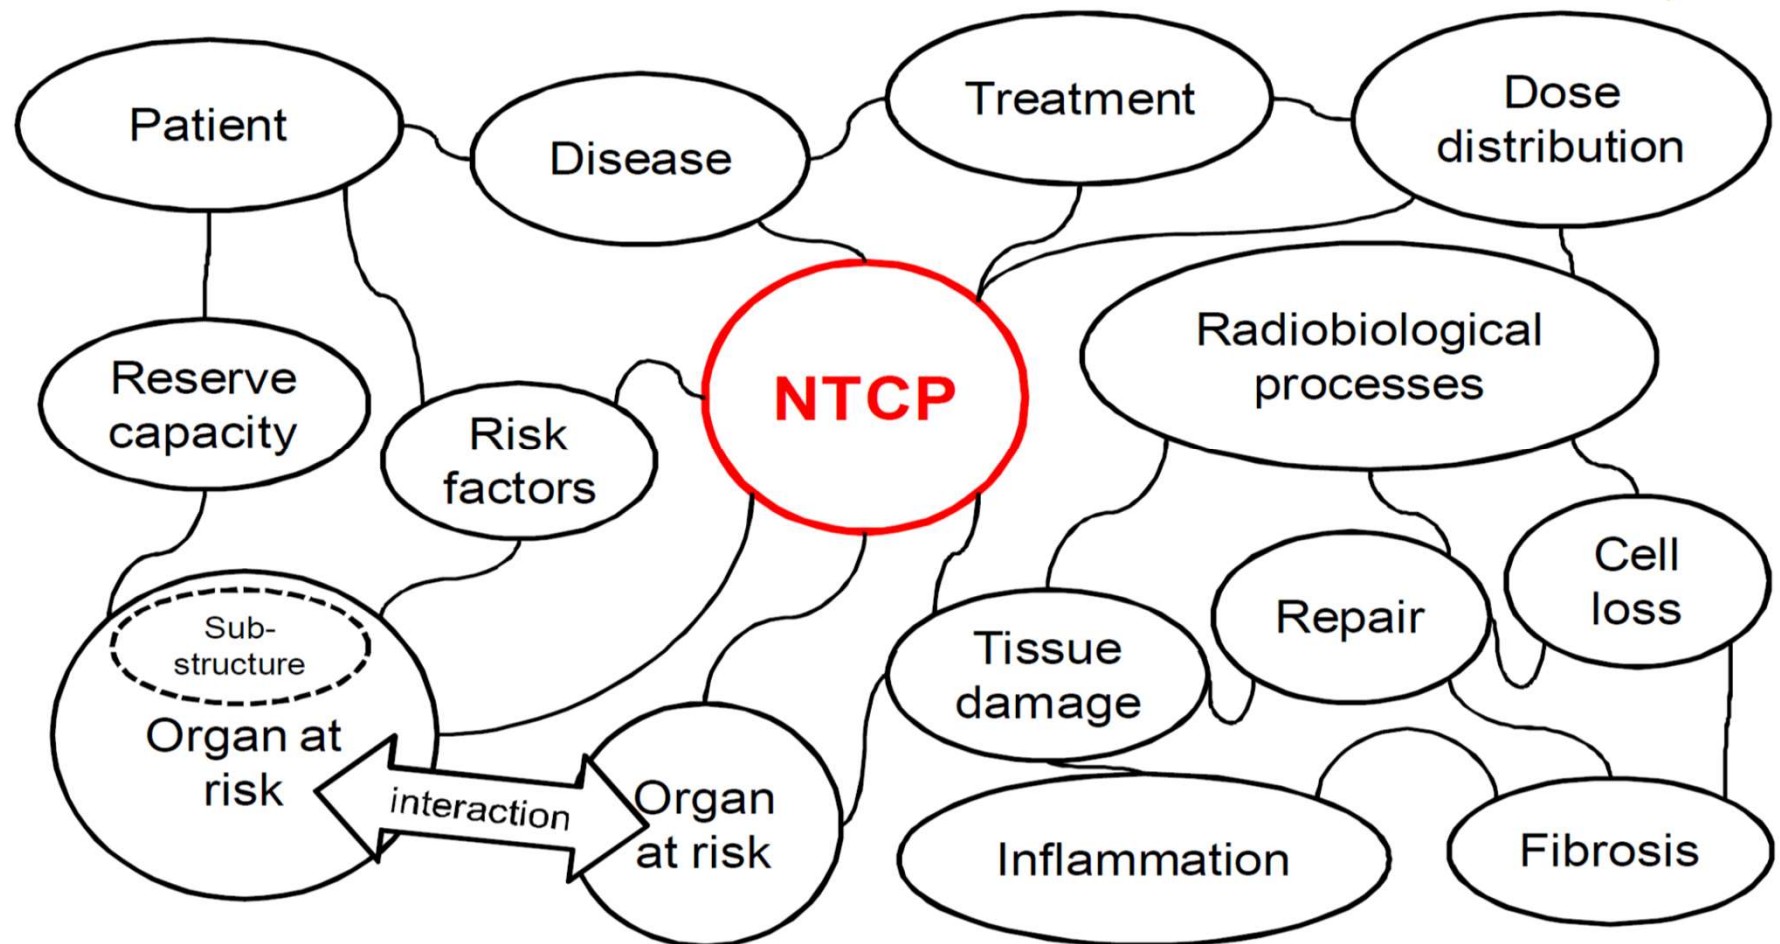 Patient
Disease
Treatment
Dose
distribution
Reserve
capacity
Risk
factors
NTCP
Radiobiological
processes
Sub-
structure
Organ at
risk
interaction
Organ
at risk
Tissue
damage
Repair
Cell
loss
Inflammation
Fibrosis